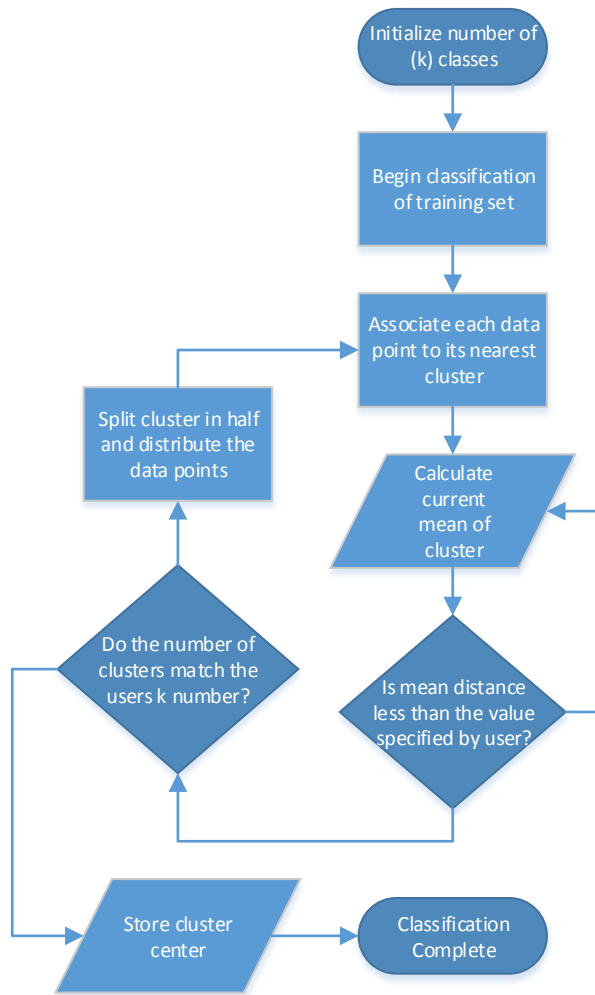 Initialize number of
(k) classes
Begin classification
of training set
Associate each data
point to its nearest
cluster
Split cluster in half
and distribute the
data points
Calculate
current
mean of
cluster
Do the number of
clusters match the
users k number?
Is mean distance
less than the value
specified by user?
Store cluster
center
Classification
Complete